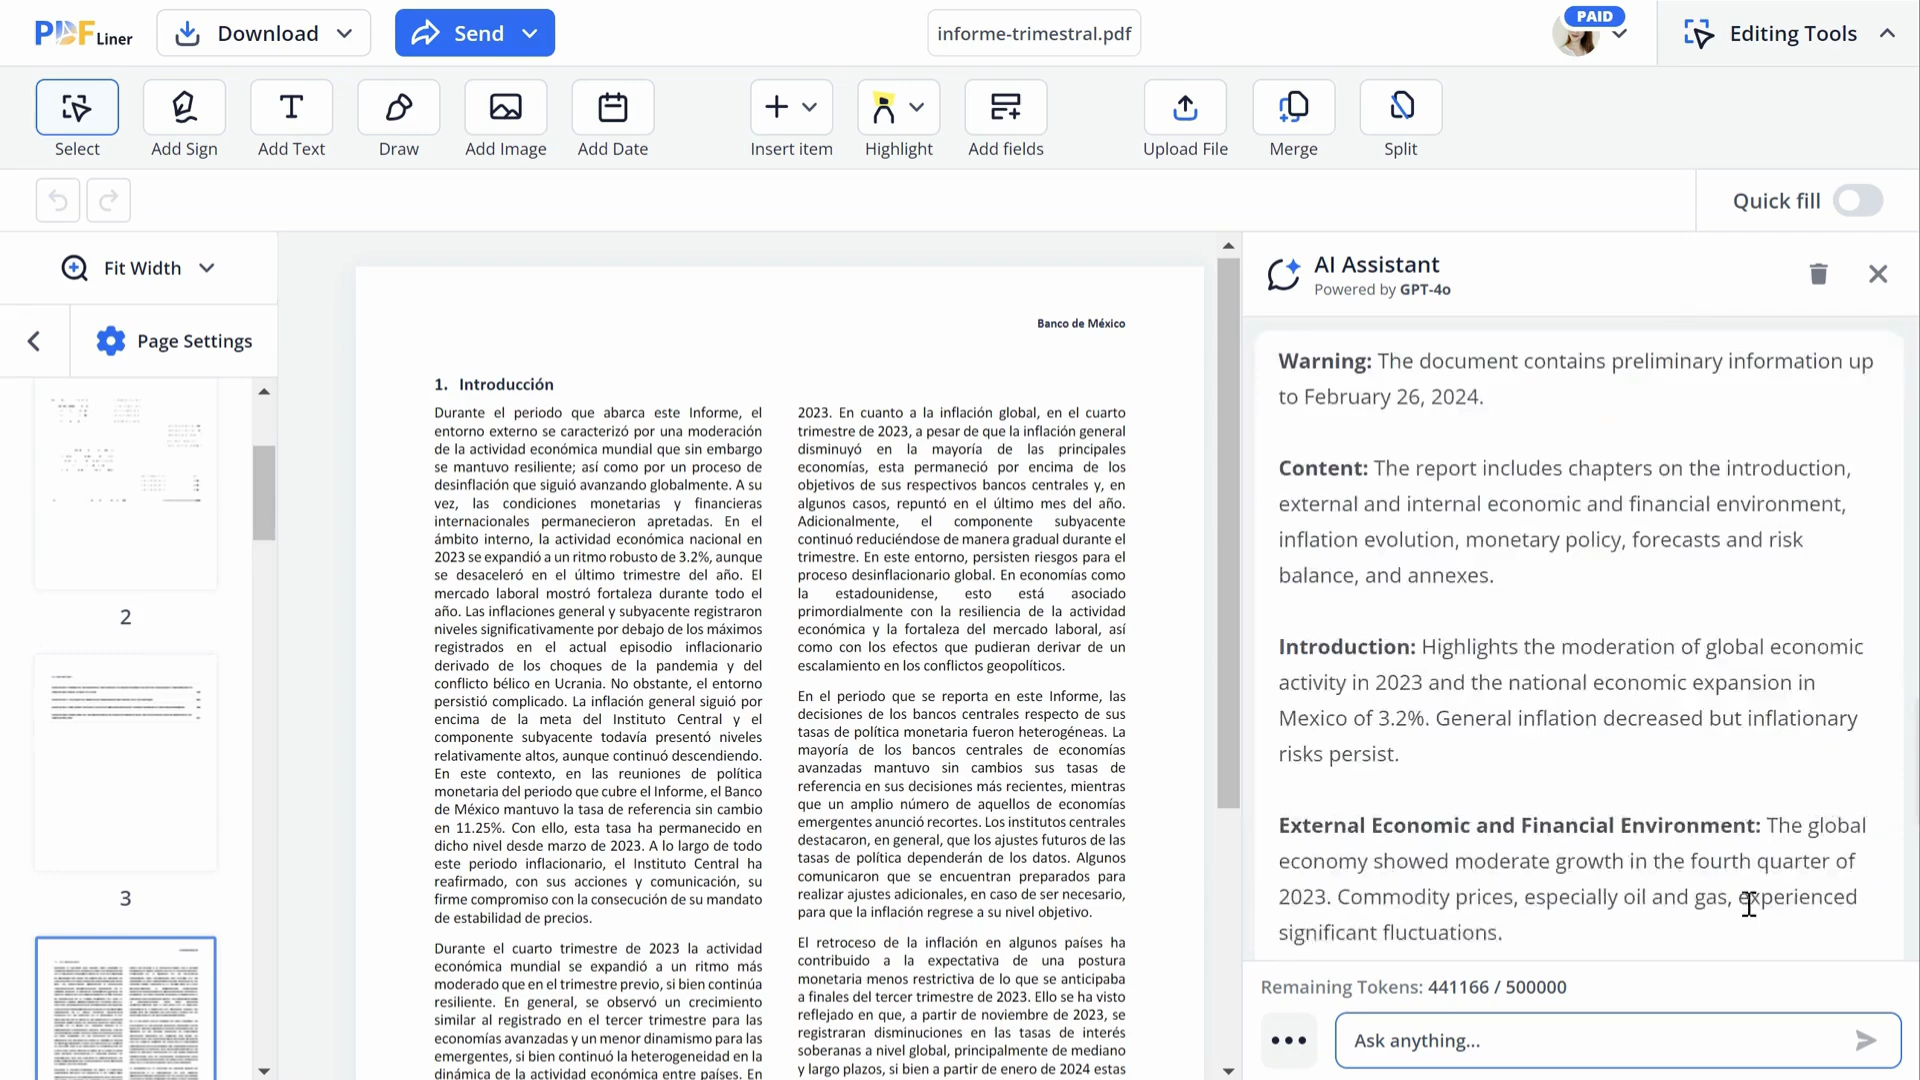 PDFLiner
Download
Send
informe-trimestral.pdf
PAID
Editing Tools
Select
Add Sign
Add Text
Draw
Add Image
Add Date
Insert item
Highlight
Add fields
Upload File
Merge
Split
Quick fill
Fit Width
Page Settings
2
3
Banco de México
1. Introducción
Durante el periodo que abarca este Informe, el
entorno externo se caracterizó por una moderación
de la actividad económica mundial que sin embargo
se mantuvo resiliente; así como por un proceso de
desinflación que siguió avanzando globalmente. A su
vez, las condiciones monetarias y financieras
internacionales permanecieron apretadas. En el
ámbito interno, la actividad económica nacional en
2023 se expandió a un ritmo robusto de 3.2%, aunque
se desaceleró en el último trimestre del año. El
mercado laboral mostró fortaleza durante todo el
año. Las inflaciones general y subyacente registraron
niveles significativamente por debajo de los máximos
registrados en el actual episodio inflacionario
derivado de los choques de la pandemia y del
conflicto bélico en Ucrania. No obstante, el entorno
persistió complicado. La inflación general siguió por
encima de la meta del Instituto Central y el
componente subyacente todavía presentó niveles
relativamente altos, aunque continuó descendiendo.
En este contexto, en las reuniones de política
monetaria del periodo que cubre el Informe, el Banco
de México mantuvo la tasa de referencia sin cambio
en 11.25%. Con ello, esta tasa ha permanecido en
dicho nivel desde marzo de 2023. A lo largo de todo
este periodo inflacionario, el Instituto Central ha
reafirmado, con sus acciones y comunicación, su
firme compromiso con la consecución de su mandato
de estabilidad de precios.
Durante el cuarto trimestre de 2023 la actividad
económica mundial se expandió a un ritmo más
moderado que en el trimestre previo, si bien continúa
resiliente. En general, se observó un crecimiento
similar al registrado en el tercer trimestre para las
economías avanzadas y un menor dinamismo para las
emergentes, si bien continuó la heterogeneidad en la
dinámica de la actividad económica entre países. En
2023. En cuanto a la inflación global, en el cuarto
trimestre de 2023, a pesar de que la inflación general
disminuyó en la mayoría de las principales
economías, esta permaneció por encima de los
objetivos de sus respectivos bancos centrales y, en
algunos casos, repuntó en el último mes del año.
Adicionalmente, el componente subyacente
continuó reduciéndose de manera gradual durante el
trimestre. En este entorno, persisten riesgos para el
proceso desinflacionario global. En economías como
la estadounidense, esto está asociado
primordialmente con la resiliencia de la actividad
económica y la fortaleza del mercado laboral, así
como con los efectos que pudieran derivar de un
escalamiento en los conflictos geopolíticos.
En el periodo que se reporta en este Informe, las
decisiones de los bancos centrales respecto de sus
tasas de política monetaria fueron heterogéneas. La
mayoría de los bancos centrales de economías
avanzadas mantuvo sin cambios sus tasas de
referencia en sus decisiones más recientes, mientras
que un amplio número de aquellos de economías
emergentes anunció recortes. Los institutos centrales
destacaron, en general, que los ajustes futuros de las
tasas de política dependerán de los datos. Algunos
comunicaron que se encuentran preparados para
realizar ajustes adicionales, en caso de ser necesario,
para que la inflación regrese a su nivel objetivo.
El retroceso de la inflación en algunos países ha
contribuido a la expectativa de una postura
monetaria menos restrictiva de lo que se anticipaba
a finales del tercer trimestre de 2023. Ello se ha visto
reflejado en que, a partir de noviembre de 2023, se
registraran disminuciones en las tasas de interés
soberanas a nivel global, principalmente de mediano
y largo plazos, si bien a partir de enero de 2024 estas
AI Assistant
Powered by GPT-4o
Warning: The document contains preliminary information up
to February 26, 2024.
Content: The report includes chapters on the introduction,
external and internal economic and financial environment,
inflation evolution, monetary policy, forecasts and risk
balance, and annexes.
Introduction: Highlights the moderation of global economic
activity in 2023 and the national economic expansion in
Mexico of 3.2%. General inflation decreased but inflationary
risks persist.
External Economic and Financial Environment: The global
economy showed moderate growth in the fourth quarter of
2023. Commodity prices, especially oil and gas, experienced
significant fluctuations.
Remaining Tokens: 441166 / 500000
Ask anything...